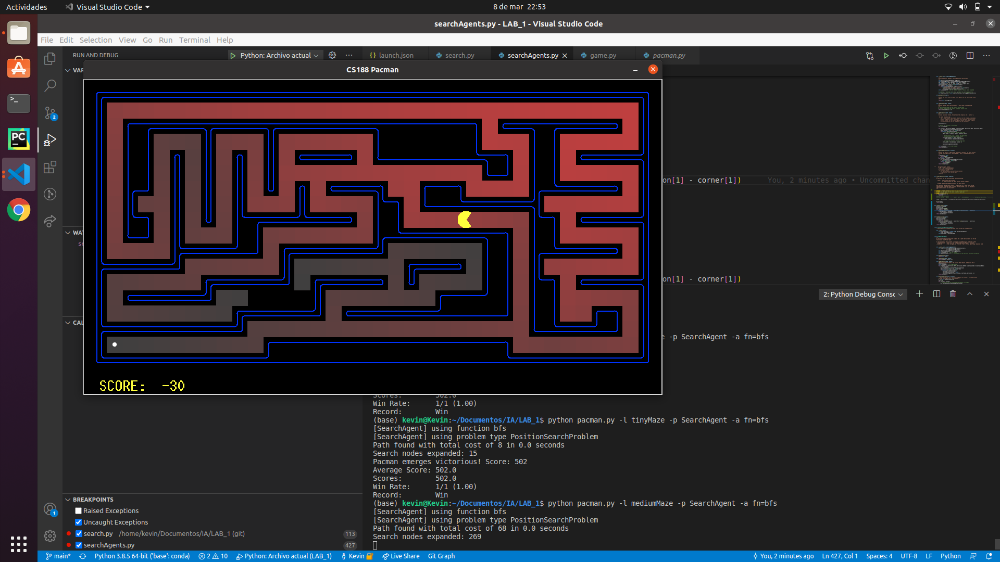 Actividades
Visual Studio Code
8 de mar 22:53
searchAgents.py - LAB_1 - Visual Studio Code
File Edit Selection View Go Run Terminal Help
RUN AND DEBUG
Python: Archivo actual
launch.json
search.py
searchAgents.py
game.py
pacman.py
VAR
CS188 Pacman
on[1] - corner[1])
You, 2 minutes ago • Uncommitted chan
WAT
se
on[1] - corner[1])
2: Python Debug Consc
CAL
e -p SearchAgent -a fn=bfs
SCORE: -30
Scores: 502.0
Win Rate: 1/1 (1.00)
Record: Win
(base) kevin@Kevin:~/Documentos/IA/LAB_1$ python pacman.py -l tinyMaze -p SearchAgent -a fn=bfs
[SearchAgent] using function bfs
[SearchAgent] using problem type PositionSearchProblem
Path found with total cost of 8 in 0.0 seconds
Search nodes expanded: 15
Pacman emerges victorious! Score: 502
Average Score: 502.0
Scores: 502.0
Win Rate: 1/1 (1.00)
Record: Win
(base) kevin@Kevin:~/Documentos/IA/LAB_1$ python pacman.py -l mediumMaze -p SearchAgent -a fn=bfs
[SearchAgent] using function bfs
[SearchAgent] using problem type PositionSearchProblem
Path found with total cost of 68 in 0.0 seconds
Search nodes expanded: 269
BREAKPOINTS
Raised Exceptions
Uncaught Exceptions
search.py /home/kevin/Documentos/IA/LAB_1 (git) 113
searchAgents.py 427
PC
2
1
main*
Python 3.8.5 64-bit ('base': conda)
2
10
Python: Archivo actual (LAB_1)
Kevin
Live Share
Git Graph
You, 2 minutes ago
Ln 427, Col 1
Spaces: 4
UTF-8
LF
Python